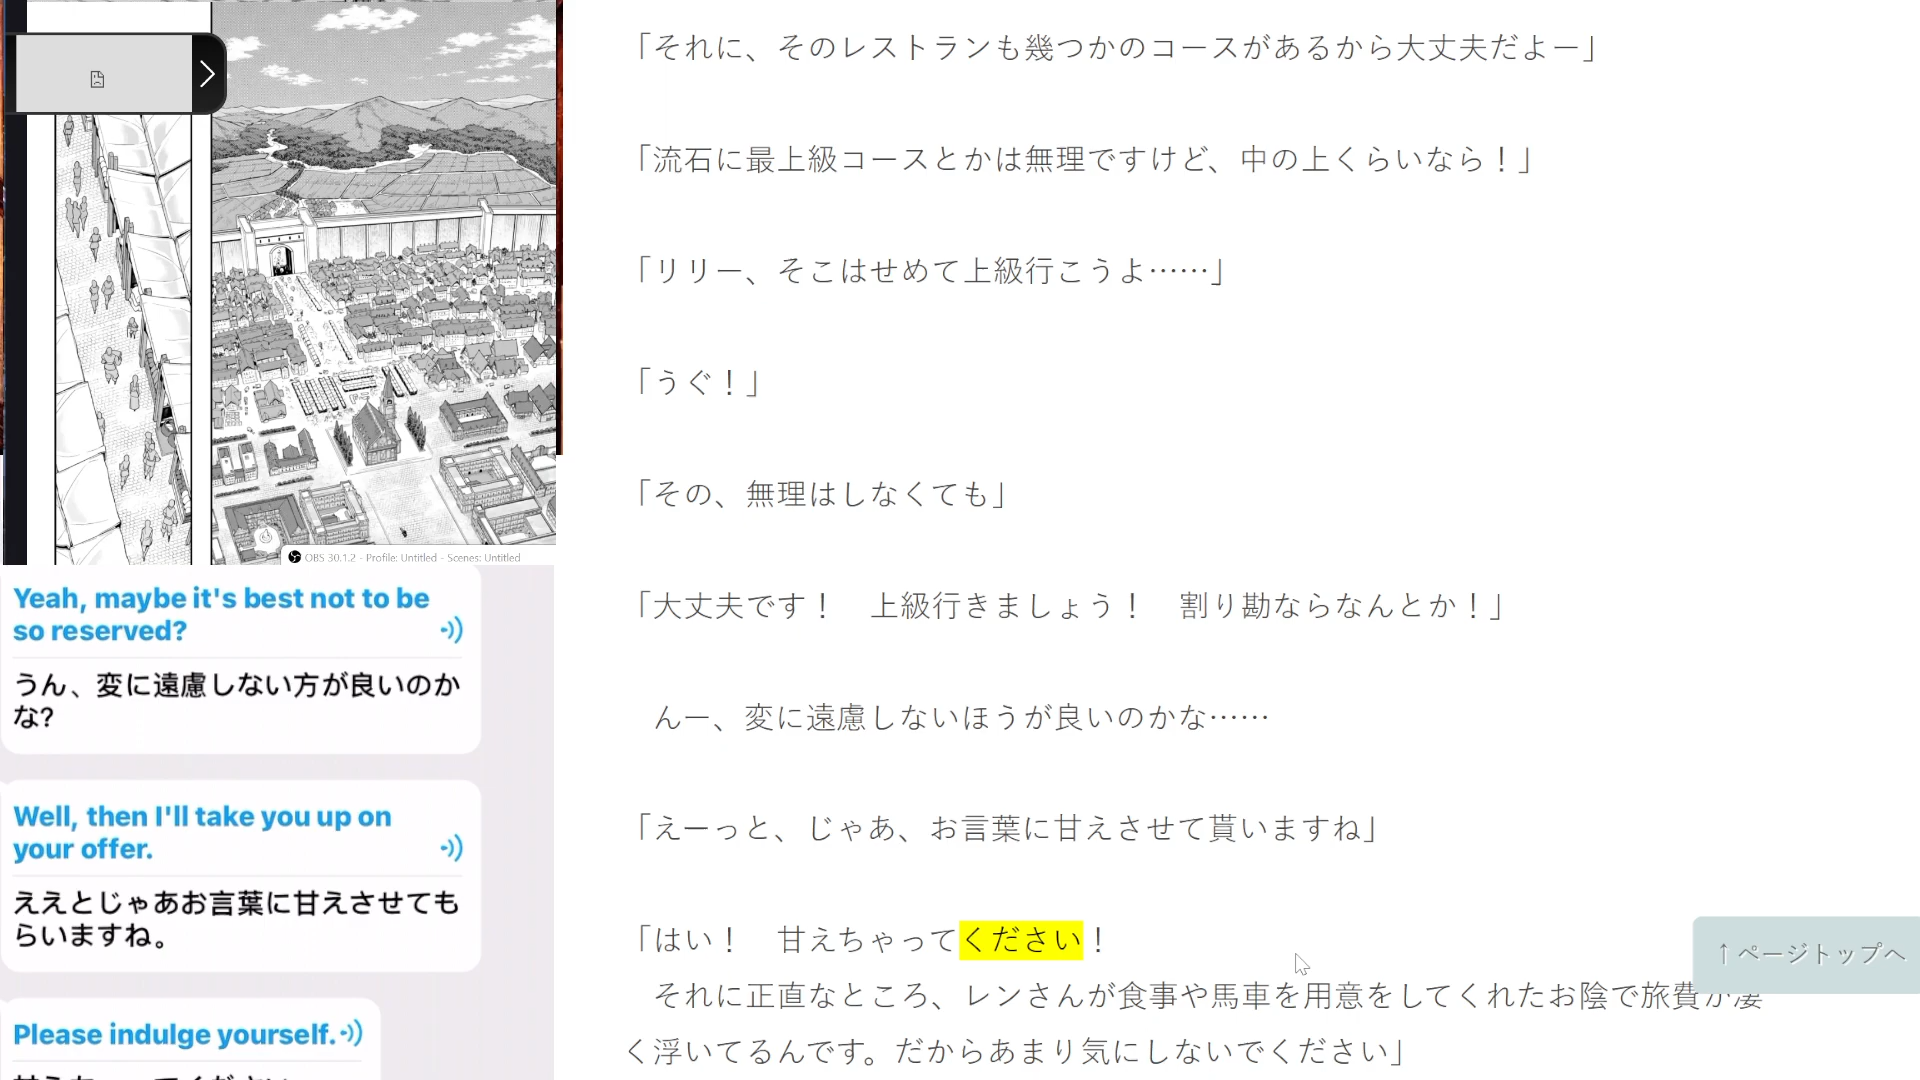 OBS 30.1.2 - Profile: Untitled - Scenes: Untitled
Yeah, maybe it's best not to be
so reserved?
うん、変に遠慮しない方が良いのか
な?
Well, then I'll take you up on
your offer.
ええとじゃあお言葉に甘えさせても
らいますね。
Please indulge yourself.
「それに、そのレストランも幾つかのコースがあるから大丈夫だよー」
「流石に最上級コースとかは無理ですけど、中の上くらいなら！」
「リリー、そこはせめて上級行こうよ……」
「うぐ！」
「その、無理はしなくても」
「大丈夫です！　上級行きましょう！　割り勘ならなんとか！」
んー、変に遠慮しないほうが良いのかな……
「えーっと、じゃあ、お言葉に甘えさせて貰いますね」
「はい！　甘えちゃってください！
それに正直なところ、レンさんが食事や馬車を用意をしてくれたお陰で旅費が凄
く浮いてるんです。だからあまり気にしないでください」
↑ページトップへ